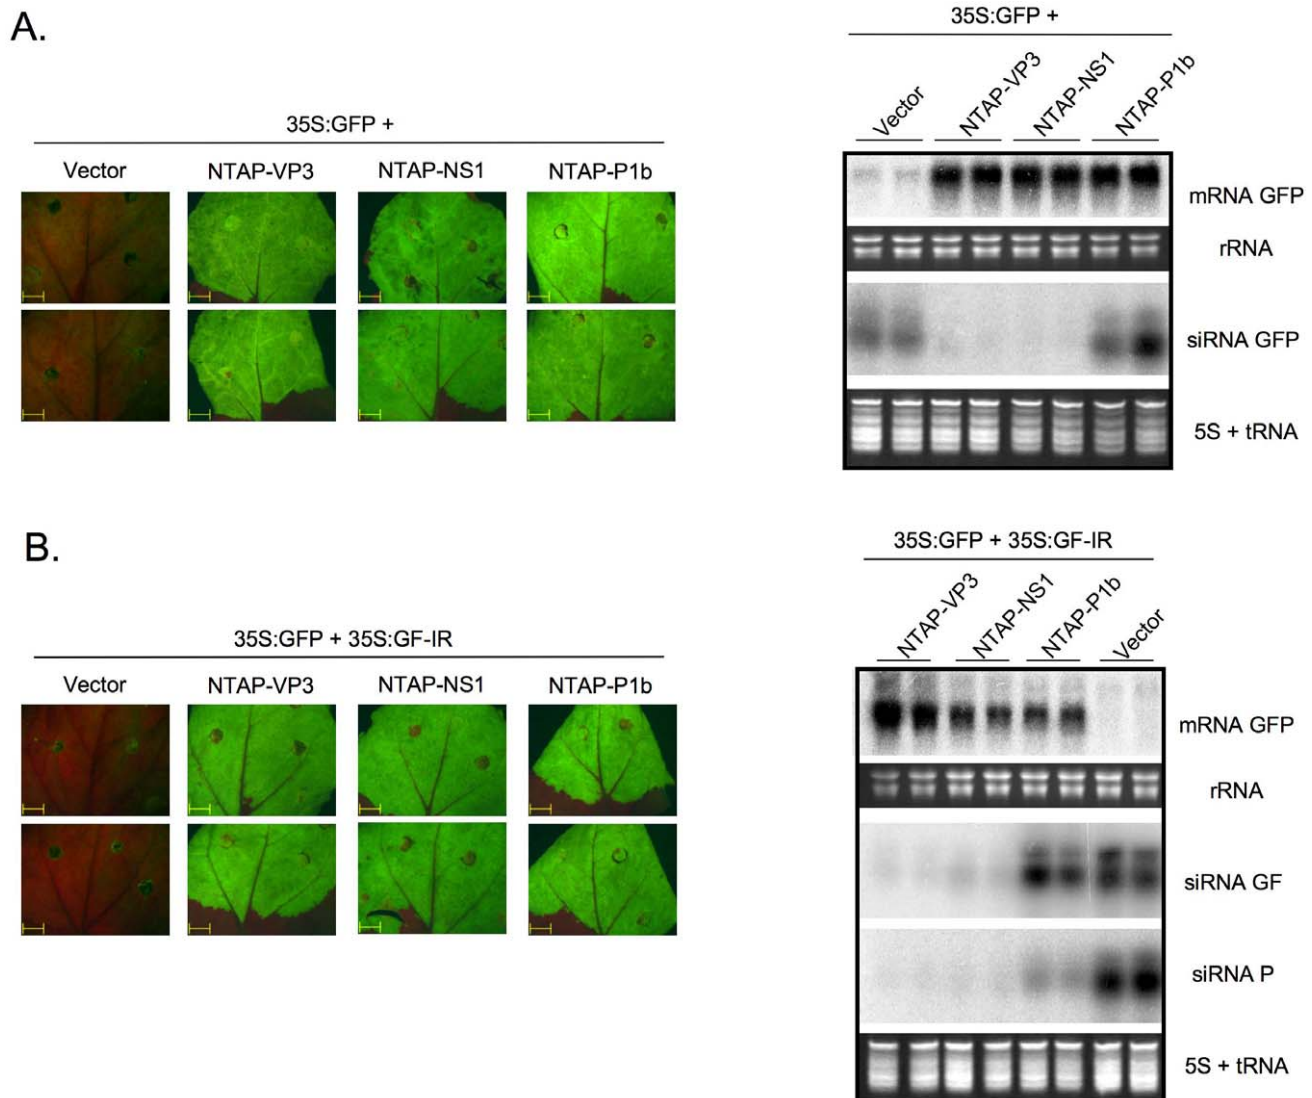 A.
35S:GFP +
Vector NTAP-VP3 NTAP-NS1 NTAP-P1b
35S:GFP +
Vector NTAP-VP3 NTAP-NS1 NTAP-P1b
mRNA GFP
rRNA
siRNA GFP
5S + tRNA
B.
35S:GFP + 35S:GF-IR
Vector NTAP-VP3 NTAP-NS1 NTAP-P1b
35S:GFP + 35S:GF-IR
NTAP-VP3 NTAP-NS1 NTAP-P1b Vector
mRNA GFP
rRNA
siRNA GF
siRNA P
5S + tRNA